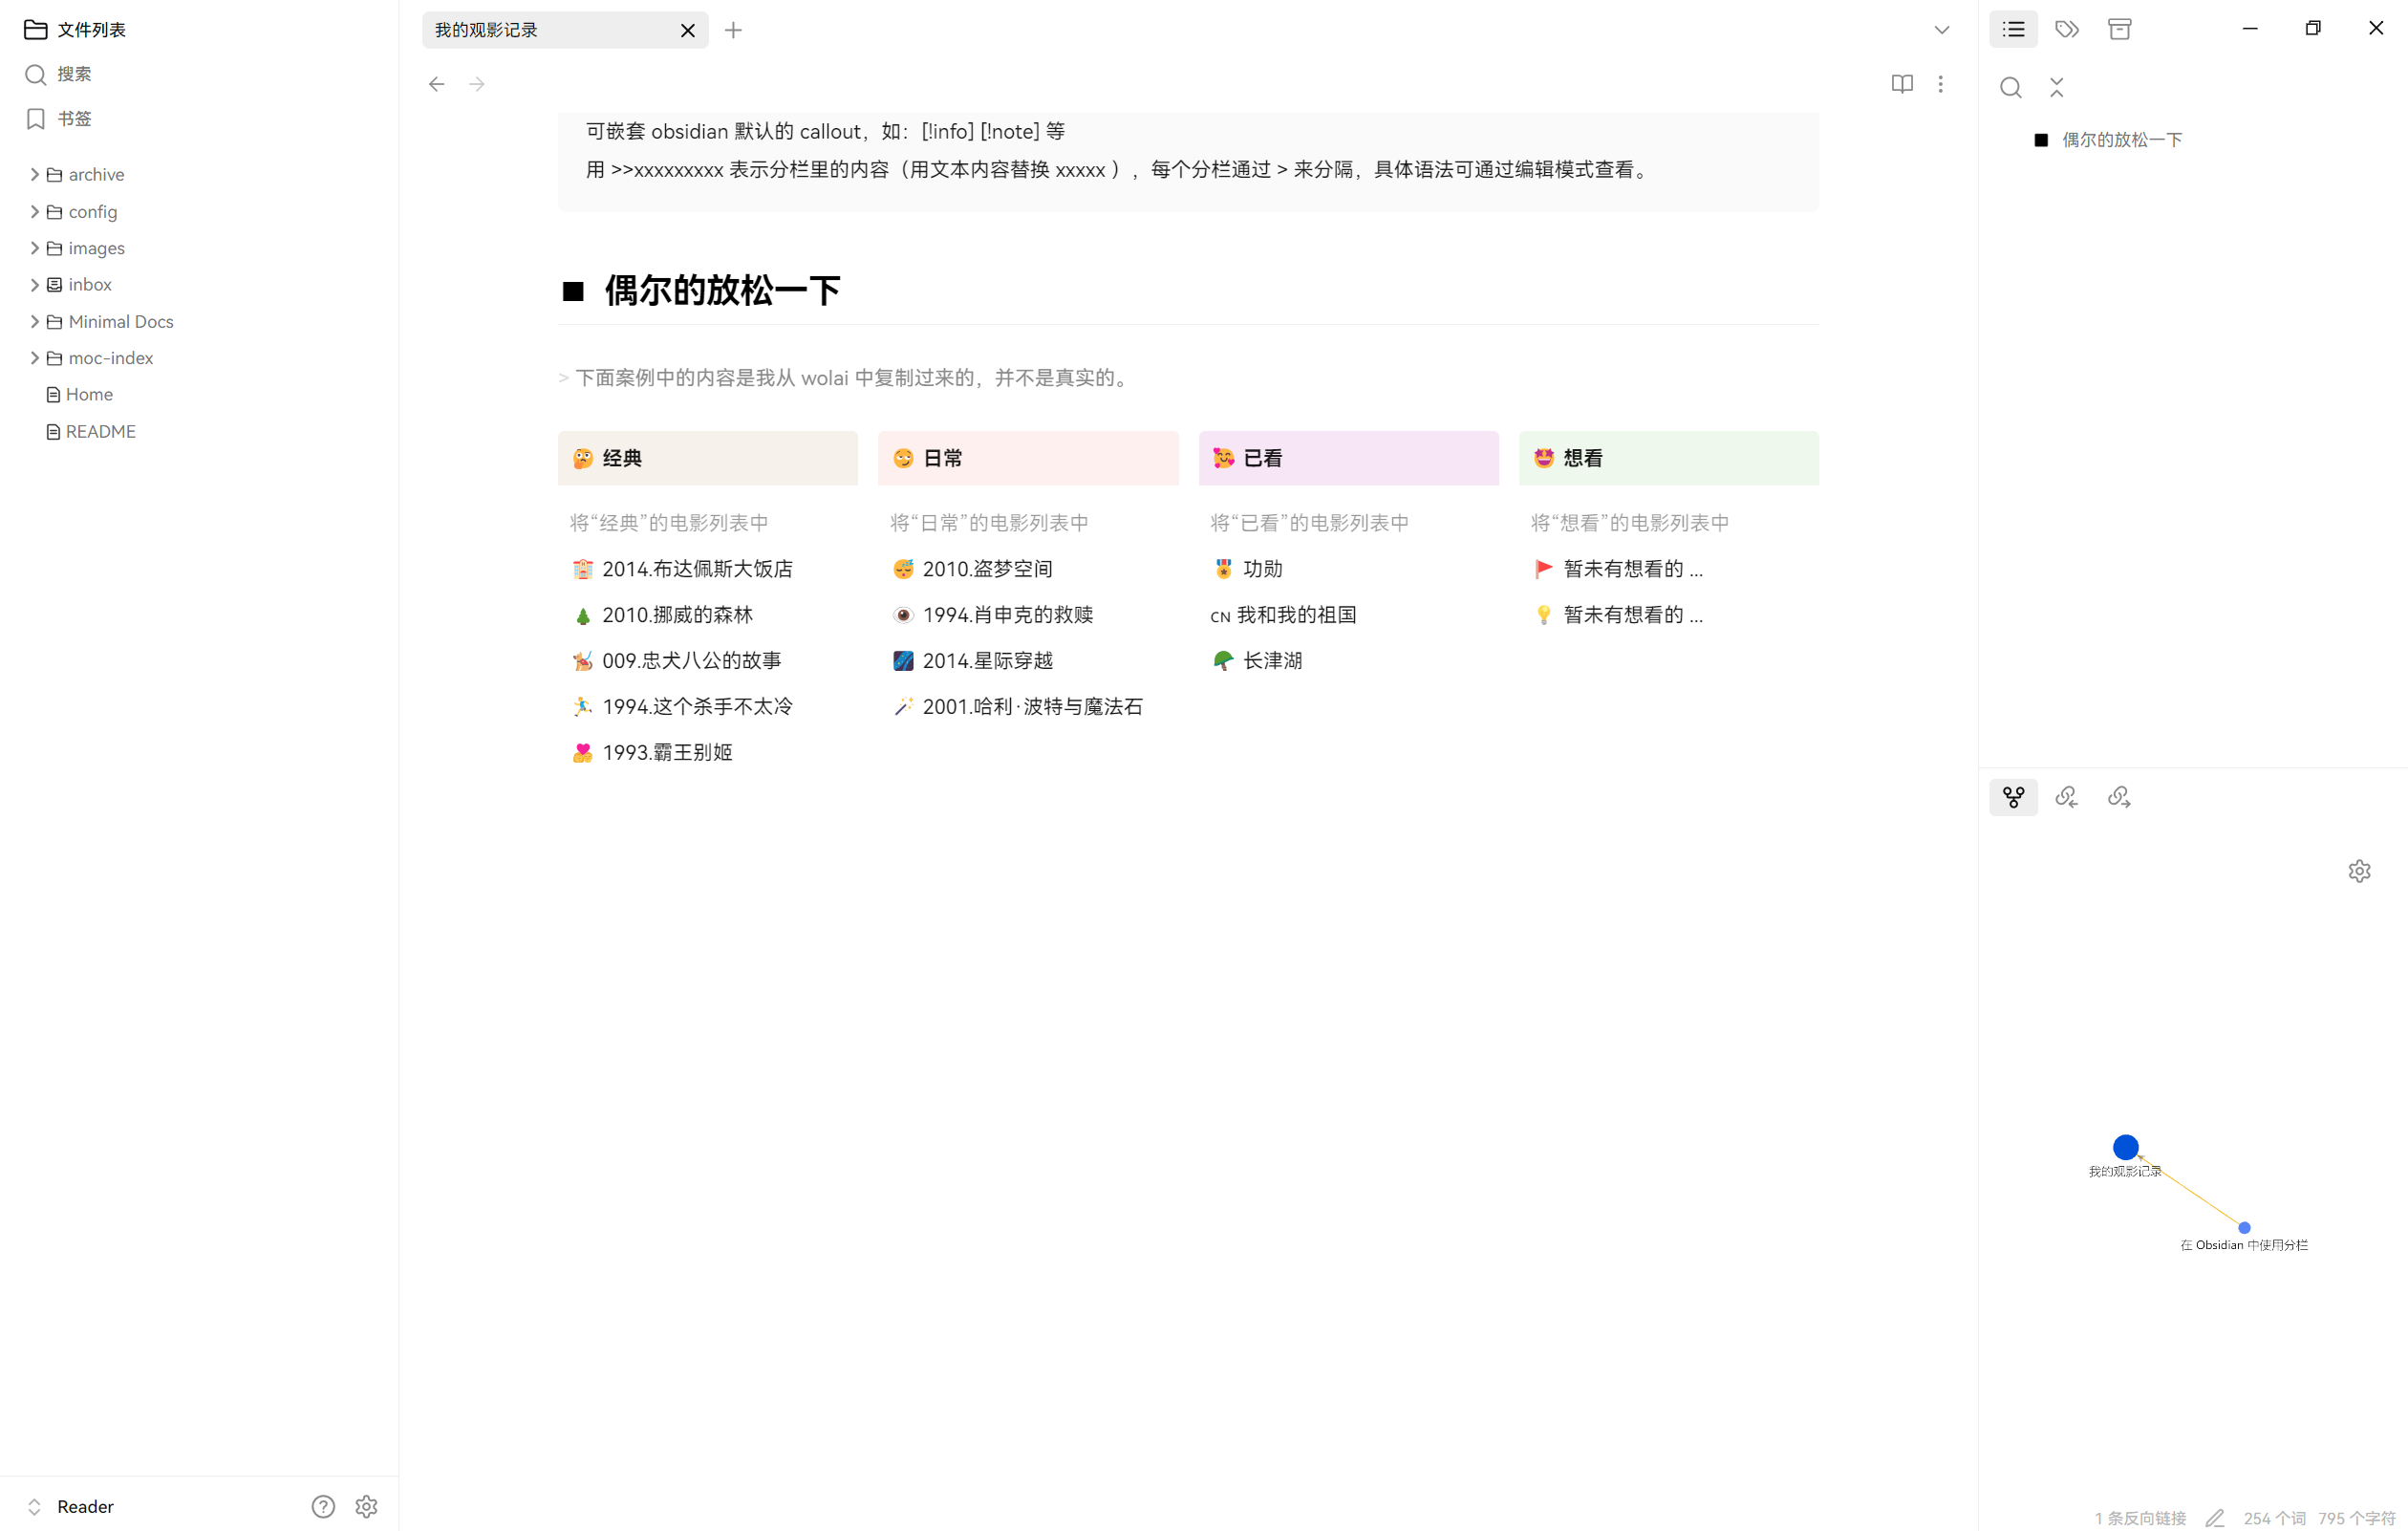 文件列表
搜索
书签
archive
config
images
inbox
Minimal Docs
moc-index
Home
README
Reader
我的观影记录
可嵌套 obsidian 默认的 callout，如：[!info] [!note] 等
用 >>xxxxxxxxx 表示分栏里的内容（用文本内容替换 xxxxx ），每个分栏通过 > 来分隔，具体语法可通过编辑模式查看。
■ 偶尔的放松一下
> 下面案例中的内容是我从 wolai 中复制过来的，并不是真实的。
🤔 经典
将“经典”的电影列表中
🏨 2014.布达佩斯大饭店
🌲 2010.挪威的森林
🐕‍🦺 009.忠犬八公的故事
🏃‍♂️ 1994.这个杀手不太冷
💏 1993.霸王别姬
😏 日常
将“日常”的电影列表中
😴 2010.盗梦空间
👁️ 1994.肖申克的救赎
🌌 2014.星际穿越
🪄 2001.哈利·波特与魔法石
🥰 已看
将“已看”的电影列表中
🎖️ 功勋
CN 我和我的祖国
🪂 长津湖
🤩 想看
将“想看”的电影列表中
🚩 暂未有想看的 ...
💡 暂未有想看的 ...
■ 偶尔的放松一下
我的观影记录
在 Obsidian 中使用分栏
1 条反向链接 254 个词 795 个字符